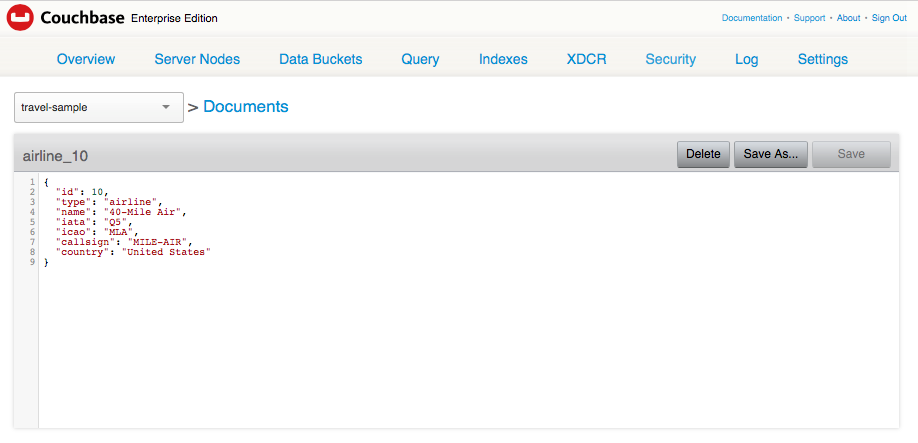 Couchbase Enterprise Edition
Documentation • Support • About • Sign Out
Overview Server Nodes Data Buckets Query Indexes XDCR Security Log Settings
travel-sample > Documents
airline_10 Delete Save As... Save
1 {
2 "id": 10,
3 "type": "airline",
4 "name": "40-Mile Air",
5 "iata": "Q5",
6 "icao": "MLA",
7 "callsign": "MILE-AIR",
8 "country": "United States"
9 }